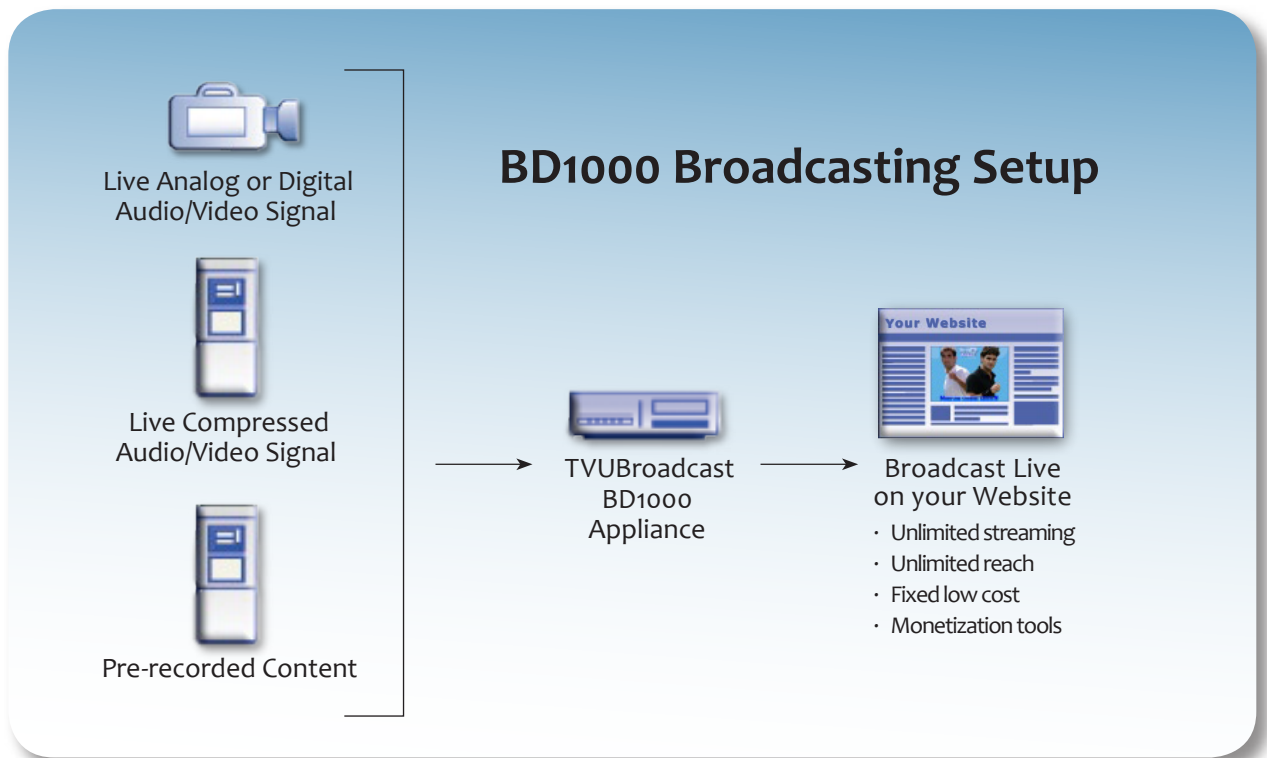 BD1000 Broadcasting Setup
Live Analog or Digital
Audio/Video Signal
Live Compressed
Audio/Video Signal
Pre-recorded Content
TVUBroadcast
BD1000
Appliance
Your Website
Broadcast Live
on your Website
· Unlimited streaming
· Unlimited reach
· Fixed low cost
· Monetization tools